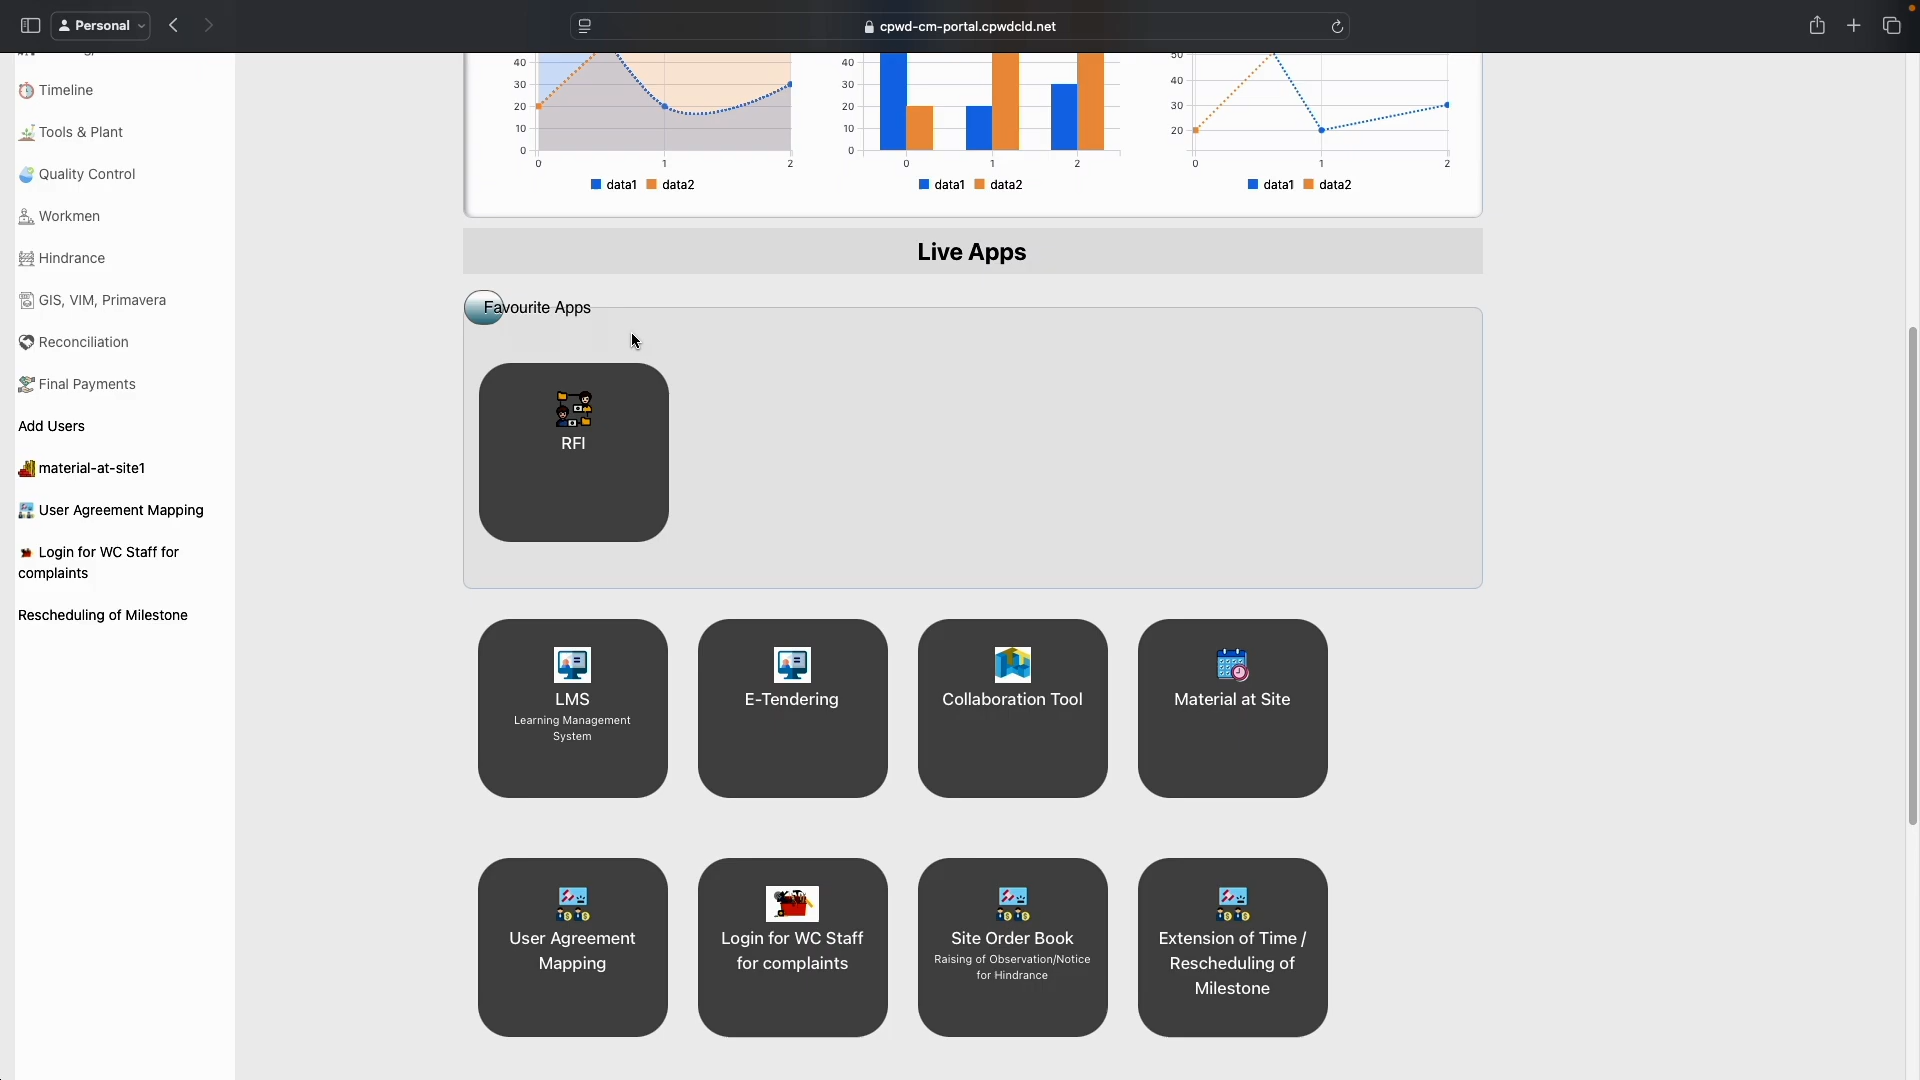 Personal
cpwd-cm-portal.cpwdcld.net
Timeline
Tools & Plant
Quality Control
Workmen
Hindrance
GIS, VIM, Primavera
Reconciliation
Final Payments
Add Users
material-at-site1
User Agreement Mapping
Login for WC Staff for
complaints
Rescheduling of Milestone
40
30
20
10
0
0 1 2
data1 data2
40
30
20
10
0
0 1 2
data1 data2
50
40
30
20
0 1 2
data1 data2
Live Apps
Favourite Apps
RFI
LMS
Learning Management
System
E-Tendering
Collaboration Tool
Material at Site
User Agreement
Mapping
Login for WC Staff
for complaints
Site Order Book
Raising of Observation/Notice
for Hindrance
Extension of Time /
Rescheduling of
Milestone